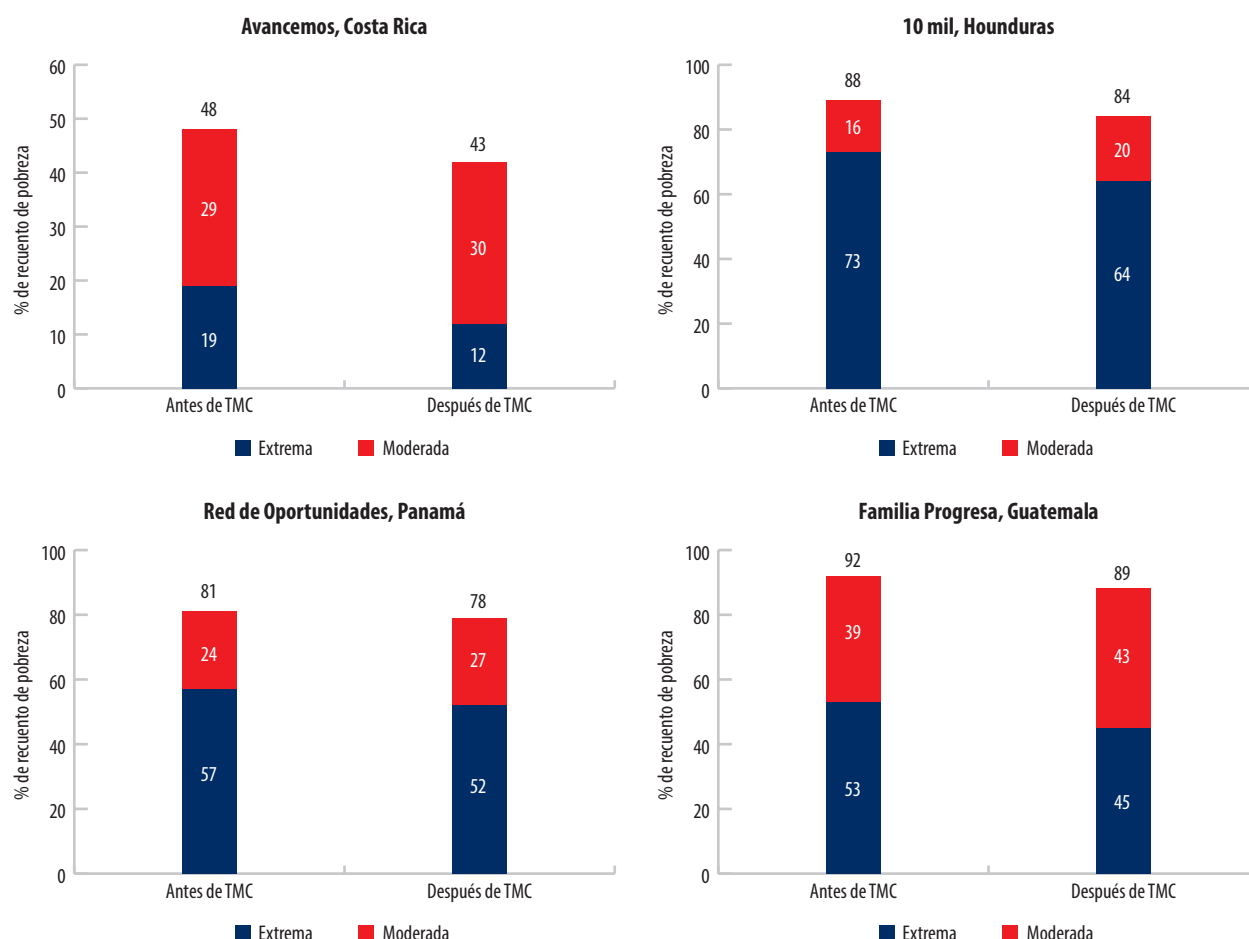 Avancemos, Costa Rica
% de recuento de pobreza
60
50
40
30
20
10
0
48
29
19
43
30
12
Antes de TMC
Después de TMC
Extrema
Moderada
10 mil, Hounduras
% de recuento de pobreza
100
80
60
40
20
0
88
16
73
84
20
64
Antes de TMC
Después de TMC
Extrema
Moderada
Red de Oportunidades, Panamá
% de recuento de pobreza
100
80
60
40
20
0
81
24
57
78
27
52
Antes de TMC
Después de TMC
Extrema
Moderada
Familia Progresa, Guatemala
% de recuento de pobreza
100
80
60
40
20
0
92
39
53
89
43
45
Antes de TMC
Después de TMC
Extrema
Moderada